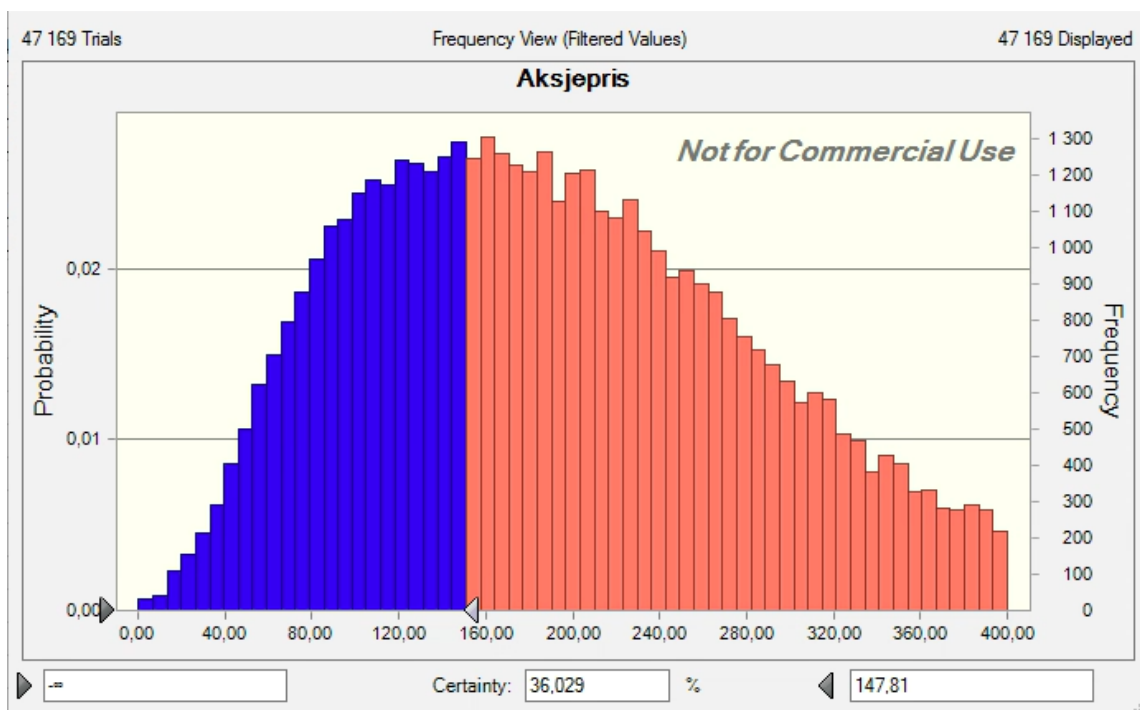 47 169 Trials
Frequency View (Filtered Values)
47 169 Displayed
Aksjepris
Not for Commercial Use
Probability
0,02
0,01
0,00
1 300
1 200
1 100
1 000
900
800
700
600
500
400
300
200
100
0
Frequency
0,00 40,00 80,00 120,00 160,00 200,00 240,00 280,00 320,00 360,00 400,00
-∞
Certainty: 36,029 %
147,81